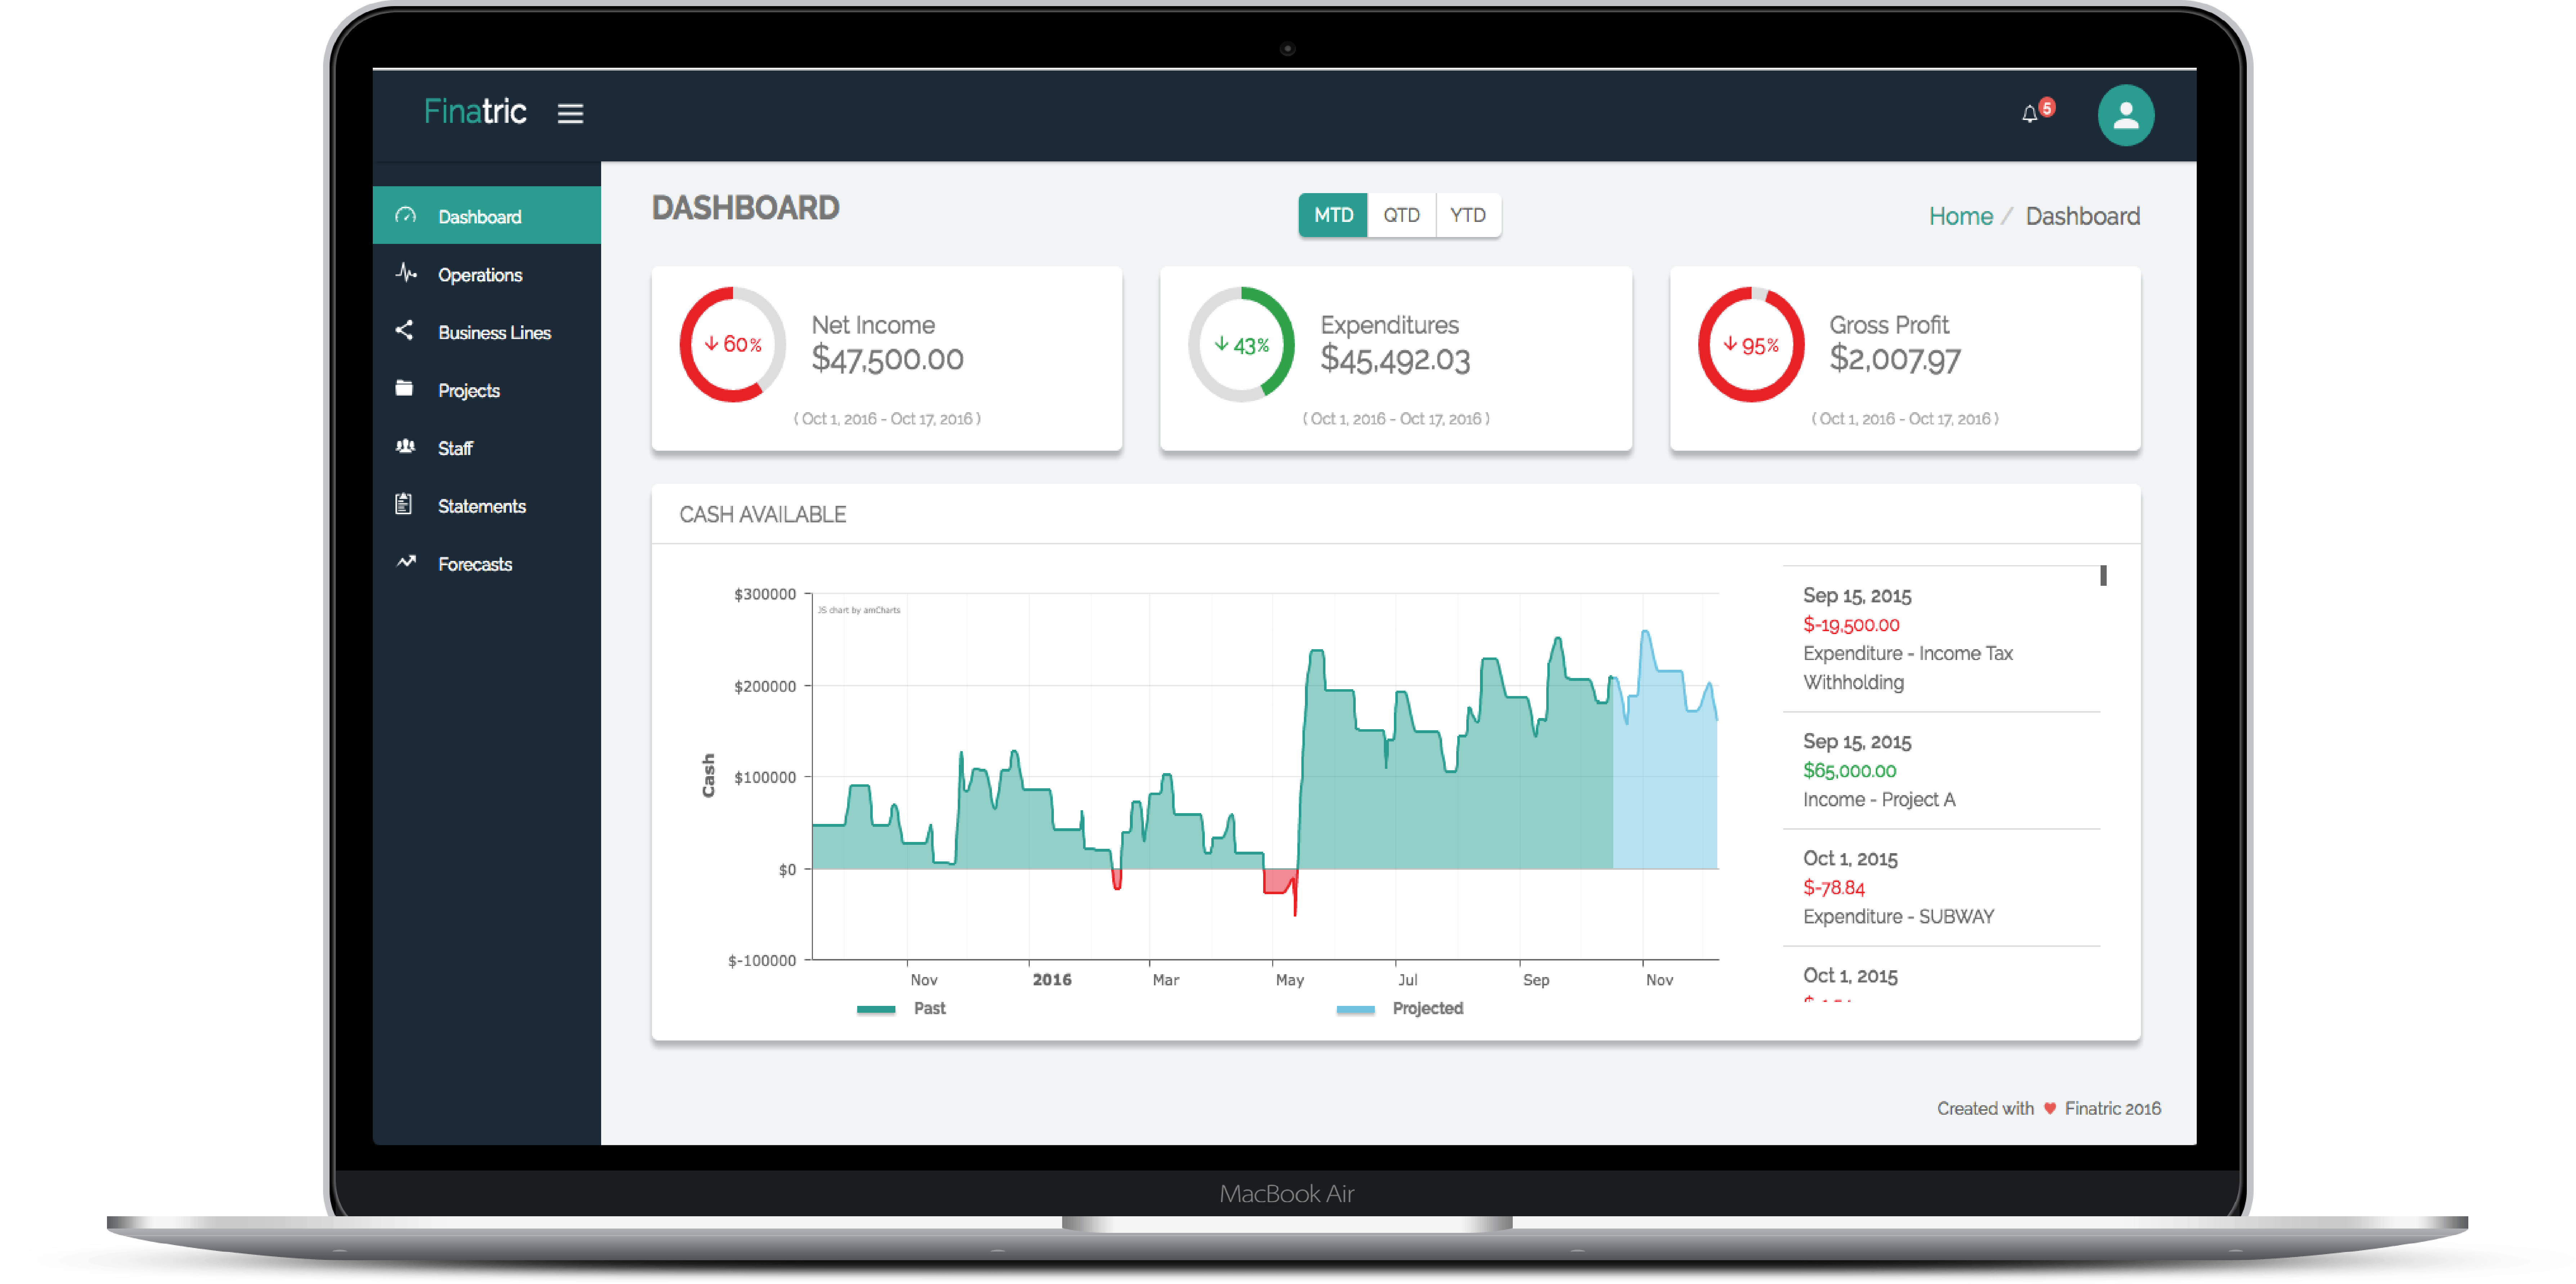 Finatric
5
Dashboard
Operations
Business Lines
Projects
Staff
Statements
Forecasts
DASHBOARD
MTD QTD YTD
Home / Dashboard
60%
Net Income
$47,500.00
( Oct 1, 2016 - Oct 17, 2016 )
43%
Expenditures
$45,492.03
( Oct 1, 2016 - Oct 17, 2016 )
95%
Gross Profit
$2,007.97
( Oct 1, 2016 - Oct 17, 2016 )
CASH AVAILABLE
JS chart by amCharts
Cash
$300000
$200000
$100000
$0
$-100000
Nov 2016 Mar May Jul Sep Nov
Past Projected
Sep 15, 2015
$-19,500.00
Expenditure - Income Tax
Withholding
Sep 15, 2015
$65,000.00
Income - Project A
Oct 1, 2015
$-78.84
Expenditure - SUBWAY
Oct 1, 2015
Created with ♥ Finatric 2016
MacBook Air